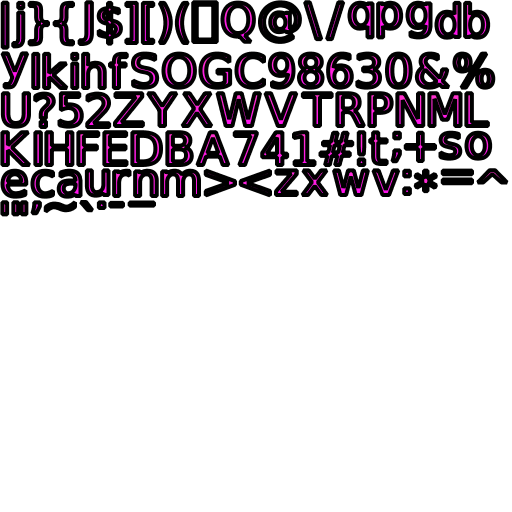 |j}{J$][)(▯Q@\/qpgdb
ylkihfSOGC98630&%
U?52ZYXWVTRPNML
KIHFEDBA741#!t;+so
ecaurnm><zxwv:*=^
"',~`.-_